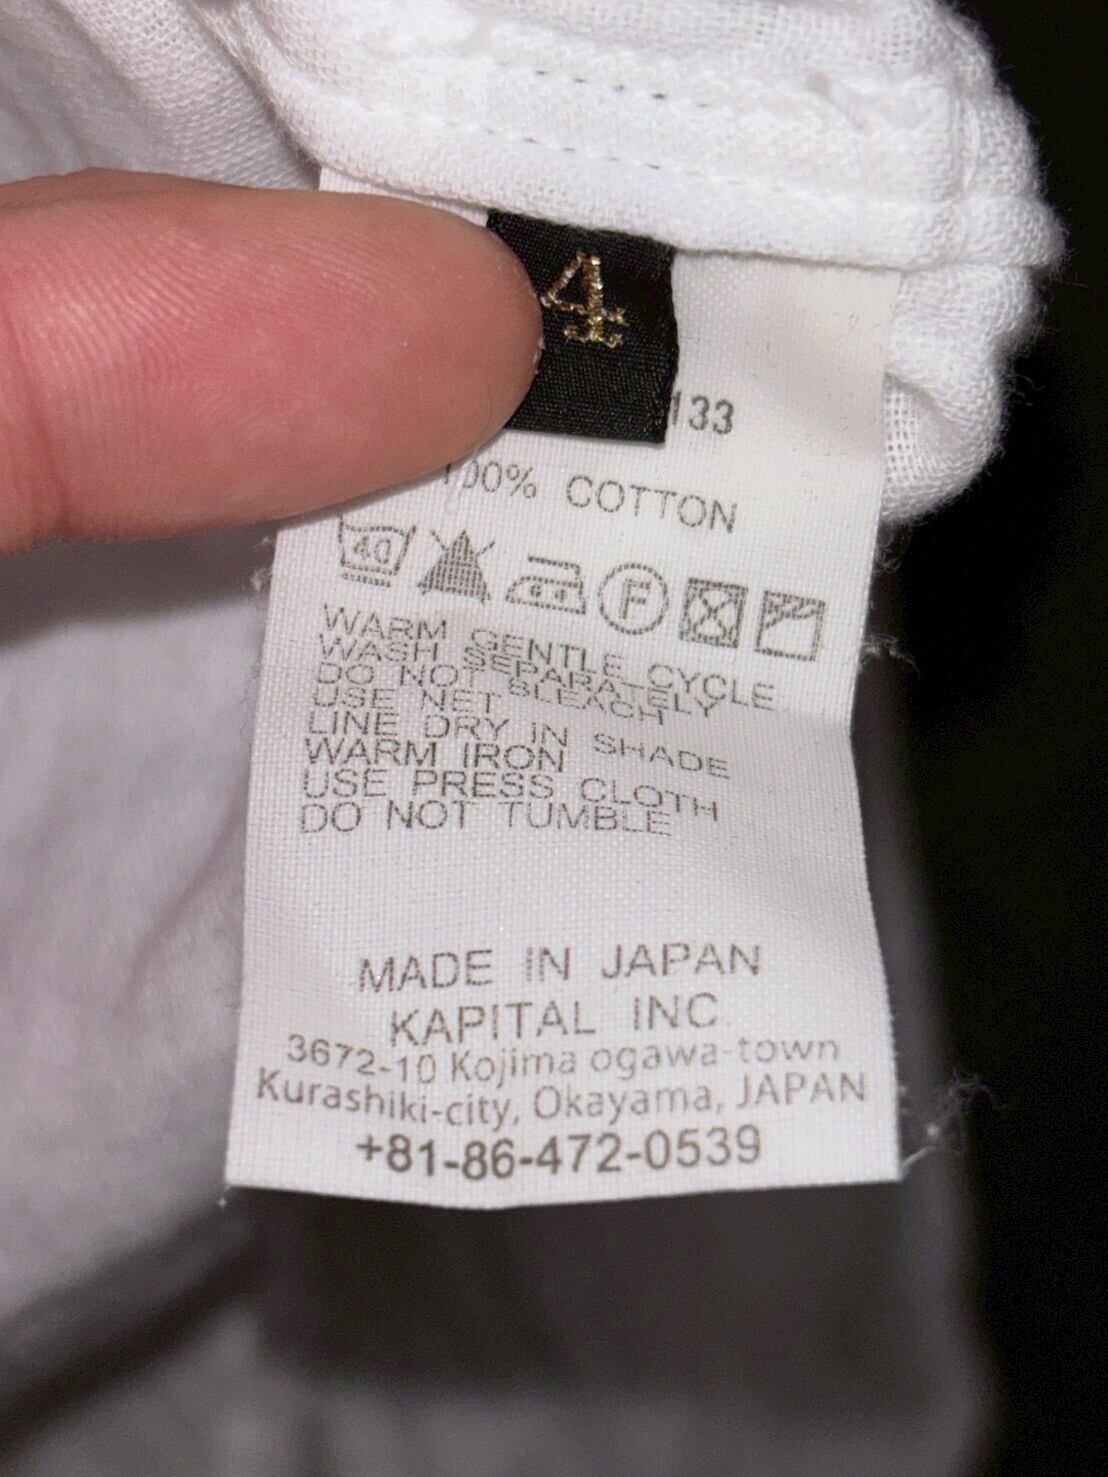 4
133
100% COTTON
40 F
WARM GENTLE CYCLE
WASH SEPARATELY
DO NOT BLEACH
USE NET
LINE DRY IN SHADE
WARM IRON
USE PRESS CLOTH
DO NOT TUMBLE
MADE IN JAPAN
KAPITAL INC.
3672-10 Kojima ogawa-town
Kurashiki-city, Okayama, JAPAN
+81-86-472-0539